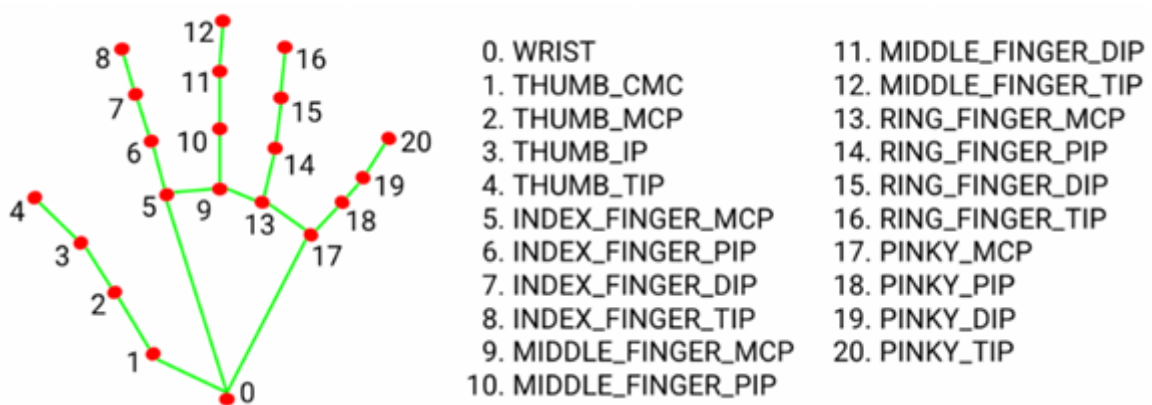 12
8
16
11
7
15
10
6
14
20
19
4
5
9
13
18
3
17
2
1
0
0. WRIST
1. THUMB_CMC
2. THUMB_MCP
3. THUMB_IP
4. THUMB_TIP
5. INDEX_FINGER_MCP
6. INDEX_FINGER_PIP
7. INDEX_FINGER_DIP
8. INDEX_FINGER_TIP
9. MIDDLE_FINGER_MCP
10. MIDDLE_FINGER_PIP
11. MIDDLE_FINGER_DIP
12. MIDDLE_FINGER_TIP
13. RING_FINGER_MCP
14. RING_FINGER_PIP
15. RING_FINGER_DIP
16. RING_FINGER_TIP
17. PINKY_MCP
18. PINKY_PIP
19. PINKY_DIP
20. PINKY_TIP